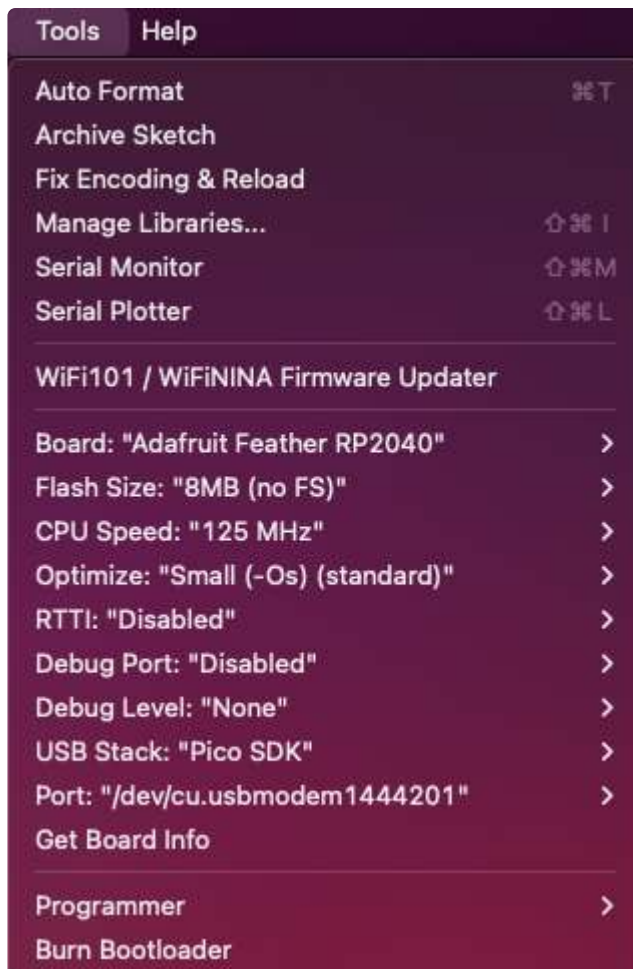 Tools Help
Auto Format ⌘T
Archive Sketch
Fix Encoding & Reload
Manage Libraries... ⇧⌘I
Serial Monitor ⇧⌘M
Serial Plotter ⇧⌘L
WiFi101 / WiFiNINA Firmware Updater
Board: "Adafruit Feather RP2040" >
Flash Size: "8MB (no FS)" >
CPU Speed: "125 MHz" >
Optimize: "Small (-Os) (standard)" >
RTTI: "Disabled" >
Debug Port: "Disabled" >
Debug Level: "None" >
USB Stack: "Pico SDK" >
Port: "/dev/cu.usbmodem1444201" >
Get Board Info
Programmer >
Burn Bootloader